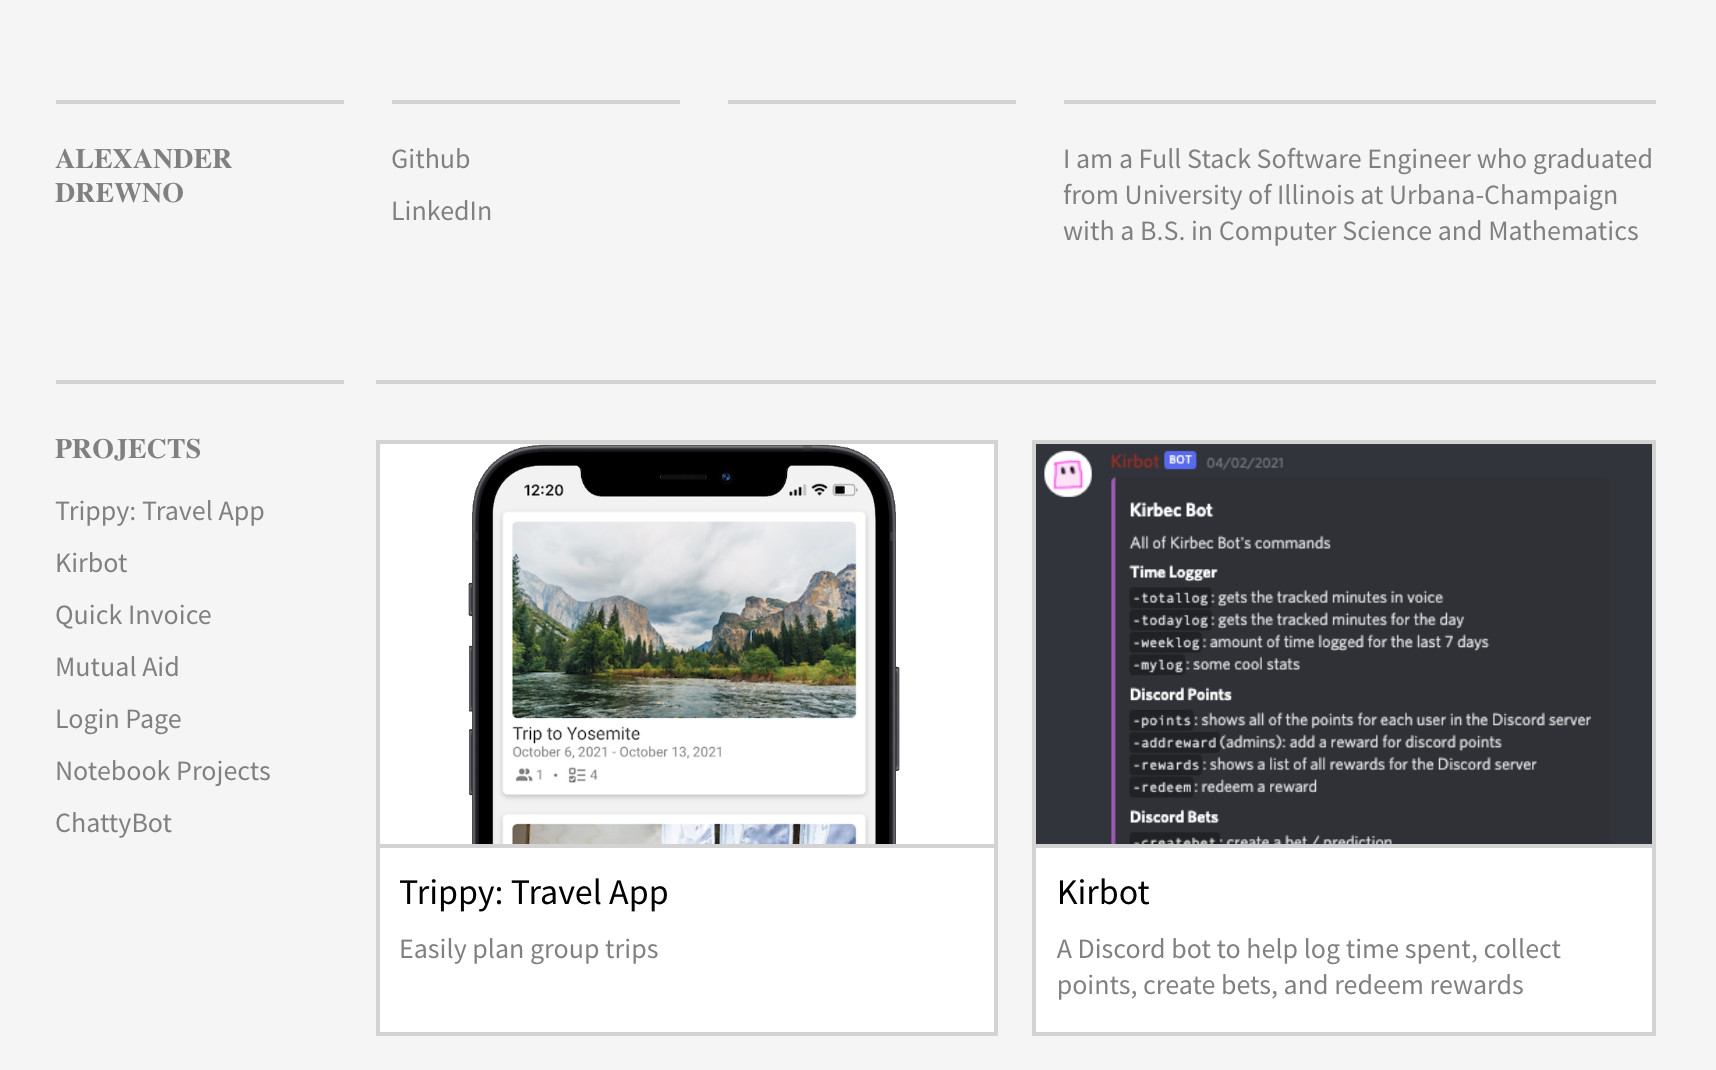 ALEXANDER
DREWNO
Github
LinkedIn
I am a Full Stack Software Engineer who graduated
from University of Illinois at Urbana-Champaign
with a B.S. in Computer Science and Mathematics
PROJECTS
Trippy: Travel App
Kirbot
Quick Invoice
Mutual Aid
Login Page
Notebook Projects
ChattyBot
12:20
Trip to Yosemite
October 6, 2021 - October 13, 2021
1 • 4
Trippy: Travel App
Easily plan group trips
Kirbot BOT 04/02/2021
Kirbec Bot
All of Kirbec Bot's commands
Time Logger
-totallog: gets the tracked minutes in voice
-todaylog: gets the tracked minutes for the day
-weeklog: amount of time logged for the last 7 days
-mylog: some cool stats
Discord Points
-points: shows all of the points for each user in the Discord server
-addreward (admins): add a reward for discord points
-rewards: shows a list of all rewards for the Discord server
-redeem: redeem a reward
Discord Bets
-createbet: create a bet / prediction
Kirbot
A Discord bot to help log time spent, collect
points, create bets, and redeem rewards